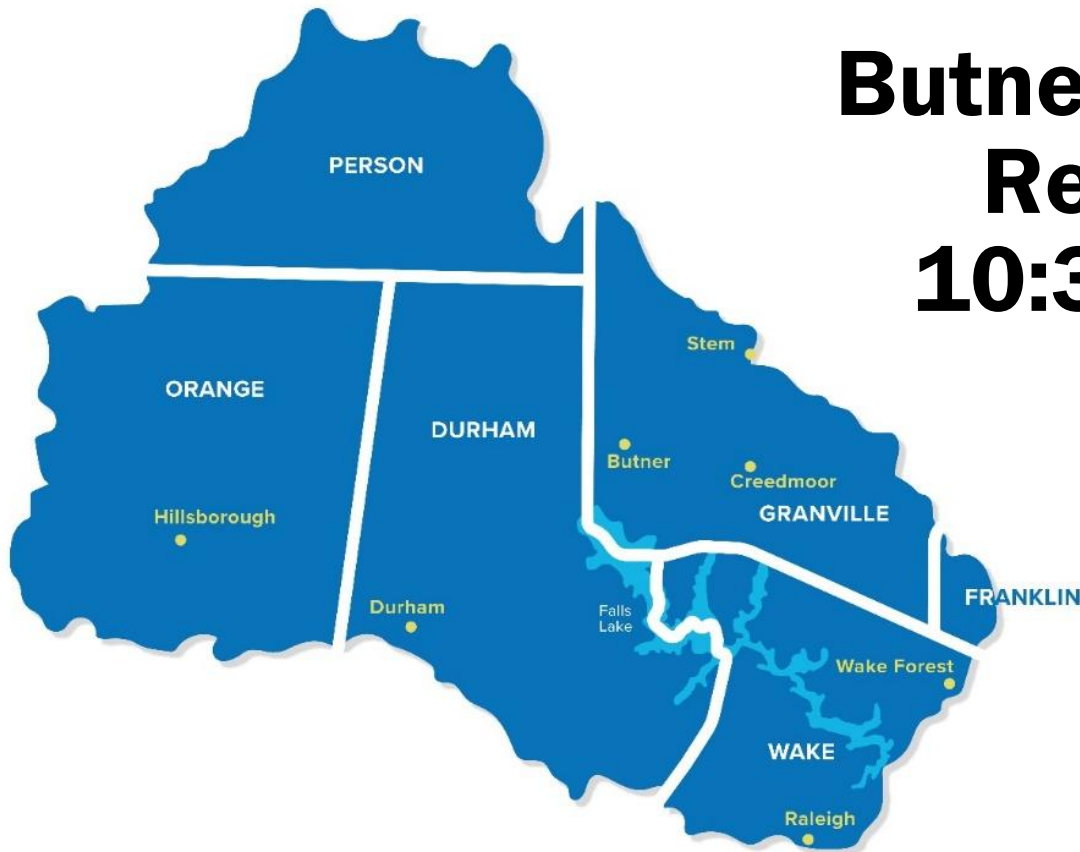 Butne
Re
10:3
PERSON
Stem
ORANGE
DURHAM
Butner
Creedmoor
GRANVILLE
Hillsborough
FRANKLIN
Durham
Falls
Lake
Wake Forest
WAKE
Raleigh